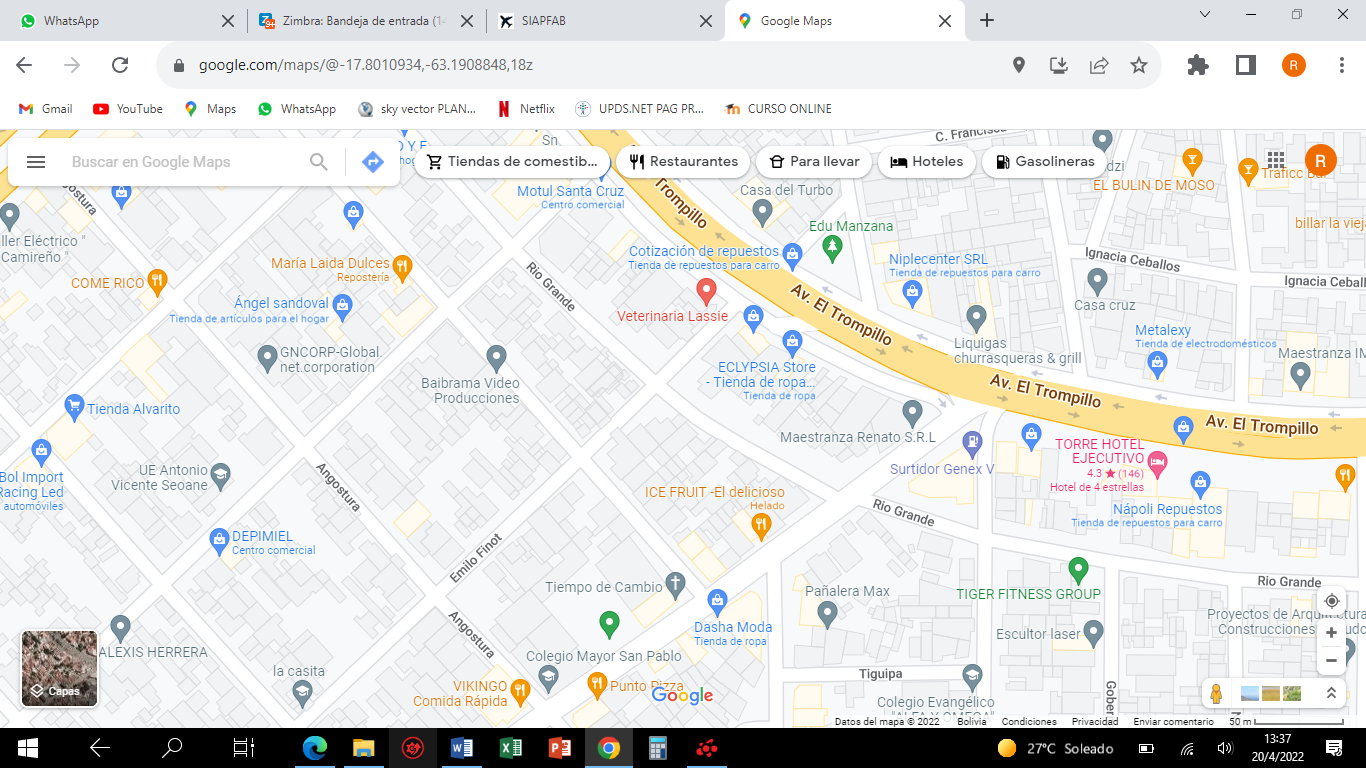 WhatsApp
Zimbra: Bandeja de entrada (14
SIAPFAB
Google Maps
google.com/maps/@-17.8010934,-63.1908848,18z
R
Gmail
YouTube
Maps
WhatsApp
sky vector PLAN...
Netflix
UPDS.NET PAG PR...
CURSO ONLINE
Buscar en Google Maps
Tiendas de comestib...
Restaurantes
Para llevar
Hoteles
Gasolineras
R
Sn
C. Francisco
Angostura
Motul Santa Cruz
Centro comercial
Trompillo
Casa del Turbo
EL BULIN DE MOSO
Traficc Bar
Edu Manzana
billar la vieja
ller Eléctrico "
Camireño "
COME RICO
María Laida Dulces
Repostería
Cotización de repuestos
Tienda de repuestos para carro
Niplecenter SRL
Tienda de repuestos para carro
Ignacia Ceballos
Ignacia Ceball
Rio Grande
Casa cruz
Ángel sandoval
Tienda de artículos para el hogar
Veterinaria Lassie
Av. El Trompillo
Liquigas
churrasqueras & grill
Metalexy
Tienda de electrodomésticos
GNCORP-Global.
net.corporation
Baibrama Video
Producciones
ECLYPSIA Store
- Tienda de ropa...
Tienda de ropa
Maestranza IM
Av. El Trompillo
Tienda Alvarito
Maestranza Renato S.R.L
Av. El Trompillo
TORRE HOTEL
EJECUTIVO
4.3 ★ (146)
Hotel de 4 estrellas
Surtidor Genex V
UE Antonio
Vicente Seoane
Bol Import
Racing Led
automóviles
Angostura
ICE FRUIT -El delicioso
Helado
Rio Grande
Nápoli Repuestos
Tienda de repuestos para carro
DEPIMIEL
Centro comercial
Emilo Finot
Tiempo de Cambio
Pañalera Max
TIGER FITNESS GROUP
Rio Grande
Angostura
Dasha Moda
Tienda de ropa
Escultor laser
Proyectos de Arquitectura
Construcciones
ALEXIS HERRERA
Colegio Mayor San Pablo
la casita
Tiguipa
VIKINGO
Comida Rápida
Punto Pizza
Google
Colegio Evangélico
"ALFA Y OMEGA"
Gober
Capas
Datos del mapa © 2022
Bolivia
Condiciones
Privacidad
Enviar comentario
50 m
27°C Soleado
13:37
20/4/2022